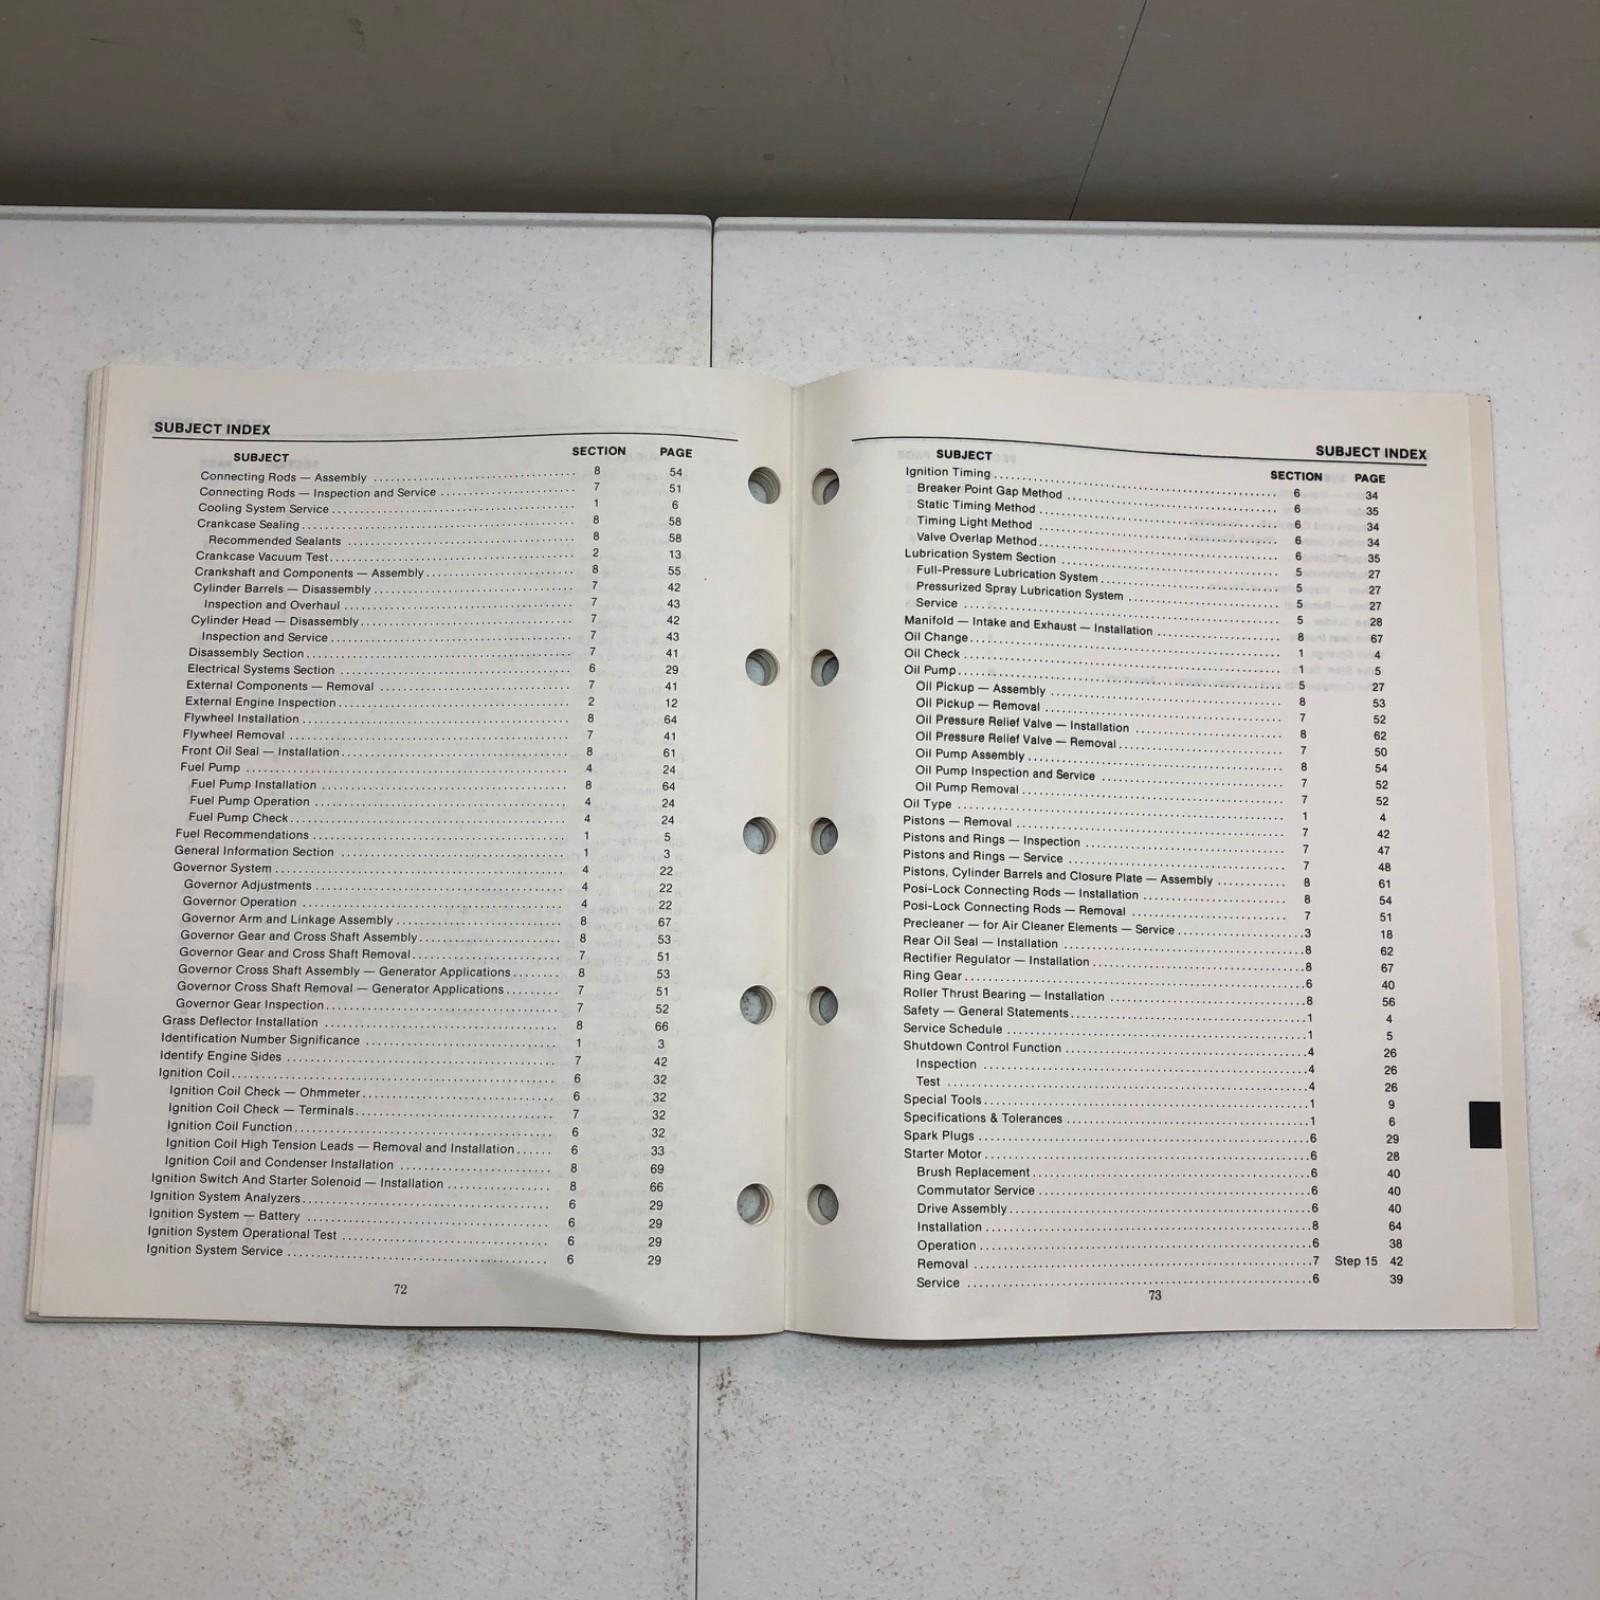 SUBJECT INDEX
SUBJECT SECTION PAGE
Connecting Rods — Assembly ........ 8 54
Connecting Rods — Inspection and Service ........ 7 51
Cooling System Service ........ 1 6
Crankcase Sealing ........ 8 58
Recommended Sealants ........ 8 58
Crankcase Vacuum Test ........ 2 13
Crankshaft and Components — Assembly ........ 8 55
Cylinder Barrels — Disassembly ........ 7 42
Inspection and Overhaul ........ 7 43
Cylinder Head — Disassembly ........ 7 42
Inspection and Service ........ 7 43
Disassembly Section ........ 7 41
Electrical Systems Section ........ 6 29
External Components — Removal ........ 7 41
External Engine Inspection ........ 2 12
Flywheel Installation ........ 8 64
Flywheel Removal ........ 7 41
Front Oil Seal — Installation ........ 8 61
Fuel Pump ........ 4 24
Fuel Pump Installation ........ 8 64
Fuel Pump Operation ........ 4 24
Fuel Pump Check ........ 4 24
Fuel Recommendations ........ 1 5
General Information Section ........ 1 3
Governor System ........ 4 22
Governor Adjustments ........ 4 22
Governor Operation ........ 4 22
Governor Arm and Linkage Assembly ........ 8 67
Governor Gear and Cross Shaft Assembly ........ 8 53
Governor Gear and Cross Shaft Removal ........ 7 51
Governor Cross Shaft Assembly — Generator Applications ........ 8 53
Governor Cross Shaft Removal — Generator Applications ........ 7 51
Governor Gear Inspection ........ 7 52
Grass Deflector Installation ........ 8 66
Identification Number Significance ........ 1 3
Identify Engine Sides ........ 7 42
Ignition Coil ........ 6 32
Ignition Coil Check — Ohmmeter ........ 6 32
Ignition Coil Check — Terminals ........ 7 32
Ignition Coil Function ........ 6 32
Ignition Coil High Tension Leads — Removal and Installation ...... 6 33
Ignition Coil and Condenser Installation ........ 8 69
Ignition Switch And Starter Solenoid — Installation ........ 8 66
Ignition System Analyzers ........ 6 29
Ignition System — Battery ........ 6 29
Ignition System Operational Test ........ 6 29
Ignition System Service ........ 6 29
72
SUBJECT INDEX
SUBJECT SECTION PAGE
Ignition Timing ........ 6 34
Breaker Point Gap Method ........ 6 35
Static Timing Method ........ 6 34
Timing Light Method ........ 6 34
Valve Overlap Method ........ 6 35
Lubrication System Section ........ 5 27
Full-Pressure Lubrication System ........ 5 27
Pressurized Spray Lubrication System ........ 5 27
Service ........ 5 28
Manifold — Intake and Exhaust — Installation ........ 8 67
Oil Change ........ 1 4
Oil Check ........ 1 5
Oil Pump ........ 5 27
Oil Pickup — Assembly ........ 8 53
Oil Pickup — Removal ........ 7 52
Oil Pressure Relief Valve — Installation ........ 8 62
Oil Pressure Relief Valve — Removal ........ 7 50
Oil Pump Assembly ........ 8 54
Oil Pump Inspection and Service ........ 7 52
Oil Pump Removal ........ 7 52
Oil Type ........ 1 4
Pistons — Removal ........ 7 42
Pistons and Rings — Inspection ........ 7 47
Pistons and Rings — Service ........ 7 48
Pistons, Cylinder Barrels and Closure Plate — Assembly ........ 8 61
Posi-Lock Connecting Rods — Installation ........ 8 54
Posi-Lock Connecting Rods — Removal ........ 7 51
Precleaner — for Air Cleaner Elements — Service ........ 3 18
Rear Oil Seal — Installation ........ 8 62
Rectifier Regulator — Installation ........ 8 67
Ring Gear ........ 6 40
Roller Thrust Bearing — Installation ........ 8 56
Safety — General Statements ........ 1 4
Service Schedule ........ 1 5
Shutdown Control Function ........ 4 26
Inspection ........ 4 26
Test ........ 4 26
Special Tools ........ 1 9
Specifications & Tolerances ........ 1 6
Spark Plugs ........ 6 29
Starter Motor ........ 6 28
Brush Replacement ........ 6 40
Commutator Service ........ 6 40
Drive Assembly ........ 6 40
Installation ........ 8 64
Operation ........ 6 38
Removal ........ 7 Step 15 42
Service ........ 6 39
73